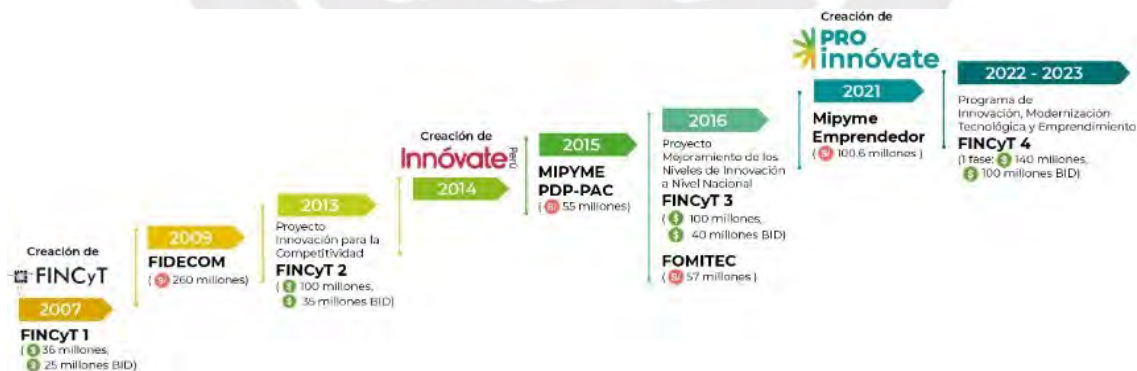 Creación de
FINCyT
2007
FINCyT 1
($ 36 millones,
$ 25 millones BID)
2009
FIDECOM
(S/ 260 millones)
2013
Proyecto
Innovación para la
Competitividad
FINCyT 2
($ 100 millones,
$ 35 millones BID)
Creación de
Innóvate Perú
2014
2015
MIPYME
PDP-PAC
(S/ 55 millones)
2016
Proyecto
Mejoramiento de los
Niveles de Innovación
a Nivel Nacional
FINCyT 3
($ 100 millones,
$ 40 millones BID)
FOMITEC
(S/ 57 millones)
Creación de
PRO
innóvate
2021
Mipyme
Emprendedor
(S/ 100.6 millones)
2022 - 2023
Programa de
Innovación, Modernización
Tecnológica y Emprendimiento
FINCyT 4
(1 fase: $ 140 millones,
$ 100 millones BID)